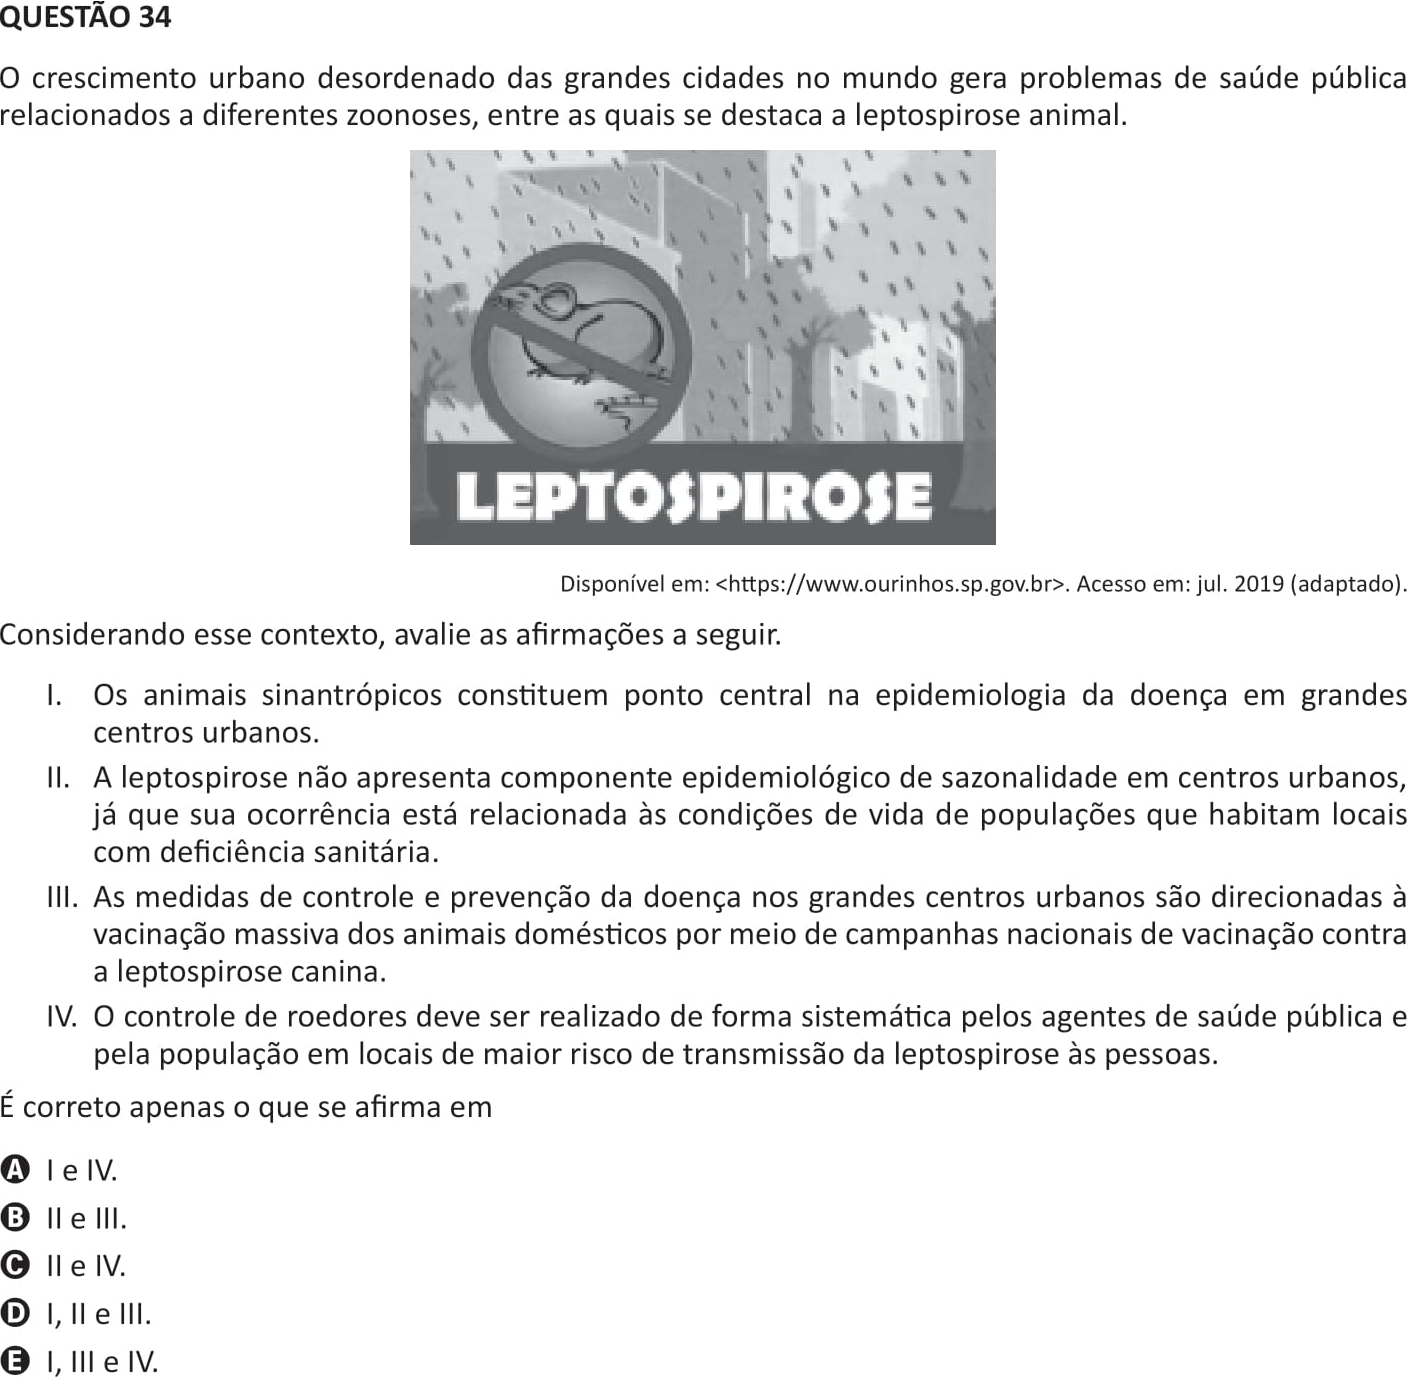 QUESTÃO 34
O crescimento urbano desordenado das grandes cidades no mundo gera problemas de saúde pública
relacionados a diferentes zoonoses, entre as quais se destaca a leptospirose animal.
LEPTOSPIROSE
Disponível em: <https://www.ourinhos.sp.gov.br>. Acesso em: jul. 2019 (adaptado).
Considerando esse contexto, avalie as afirmações a seguir.
I. Os animais sinantrópicos constituem ponto central na epidemiologia da doença em grandes
centros urbanos.
II. A leptospirose não apresenta componente epidemiológico de sazonalidade em centros urbanos,
já que sua ocorrência está relacionada às condições de vida de populações que habitam locais
com deficiência sanitária.
III. As medidas de controle e prevenção da doença nos grandes centros urbanos são direcionadas à
vacinação massiva dos animais domésticos por meio de campanhas nacionais de vacinação contra
a leptospirose canina.
IV. O controle de roedores deve ser realizado de forma sistemática pelos agentes de saúde pública e
pela população em locais de maior risco de transmissão da leptospirose às pessoas.
É correto apenas o que se afirma em
A I e IV.
B II e III.
C II e IV.
D I, II e III.
E I, III e IV.